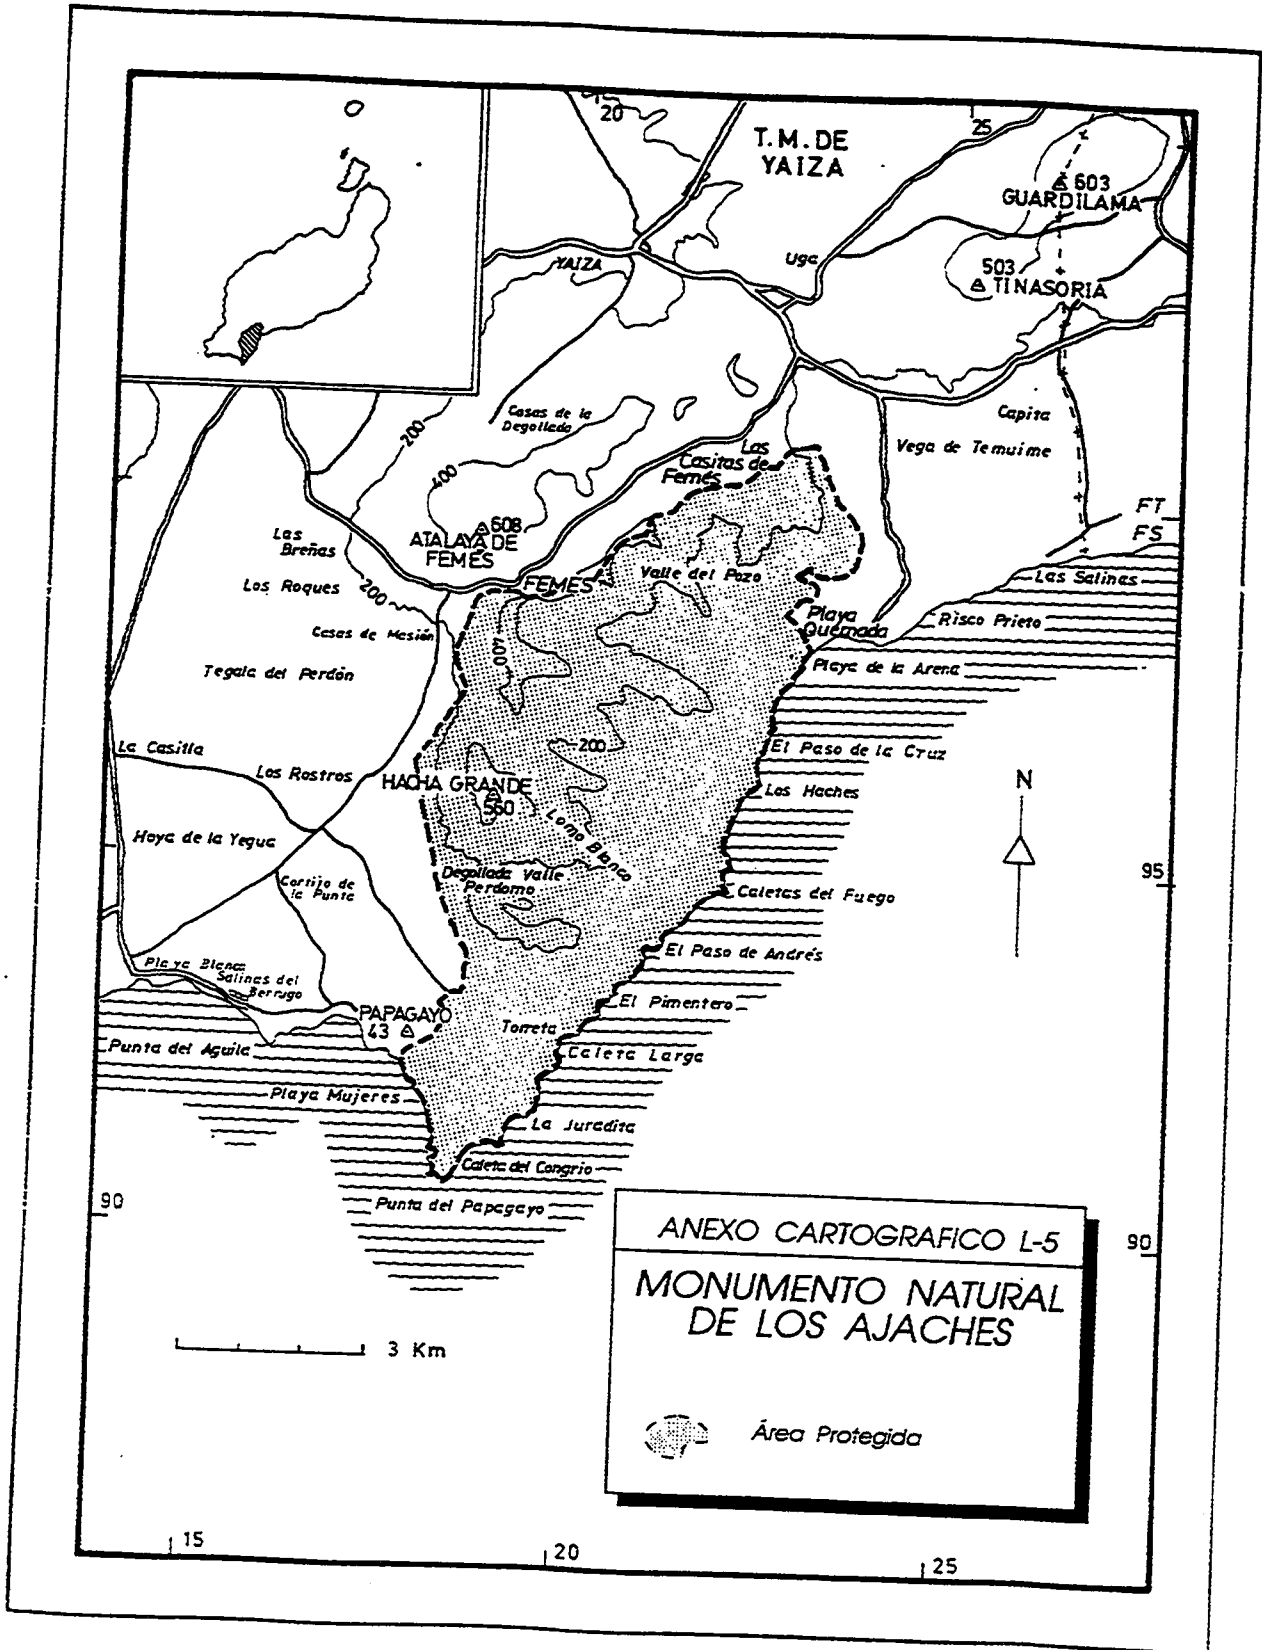 20
25
T.M. DE
YAIZA
603
GUARDILAMA
YAIZA
Uga
503
TINASORIA
Casas de la
Degollada
200
400
Capita
Vega de Temuime
Las
Casitas de
Femés
608
ATALAYA DE
FEMÉS
FT
FS
Las
Breñas
Los Roques
200
FEMES
Valle del Pozo
Las Salinas
Casas de Masión
400
Playa
Quemada
Risco Prieto
Tegala del Perdón
Playa de la Arena
La Casilla
Los Rostros
200
El Paso de la Cruz
HACHA GRANDE
560
Los Haches
N
Hoya de la Yegua
Lomo Blanco
Cortijo de
la Punta
Degollada Valle
Perdomo
Caletas del Fuego
95
Playa Blanca
Salinas del
Berrugo
El Paso de Andrés
PAPAGAYO
43
El Pimentero
Torreta
Punta del Aguila
Caleta Larga
Playa Mujeres
La Juradita
Caleta del Congrio
Punta del Papagayo
90
90
ANEXO CARTOGRAFICO L-5
MONUMENTO NATURAL
DE LOS AJACHES
3 Km
Área Protegida
15
20
25